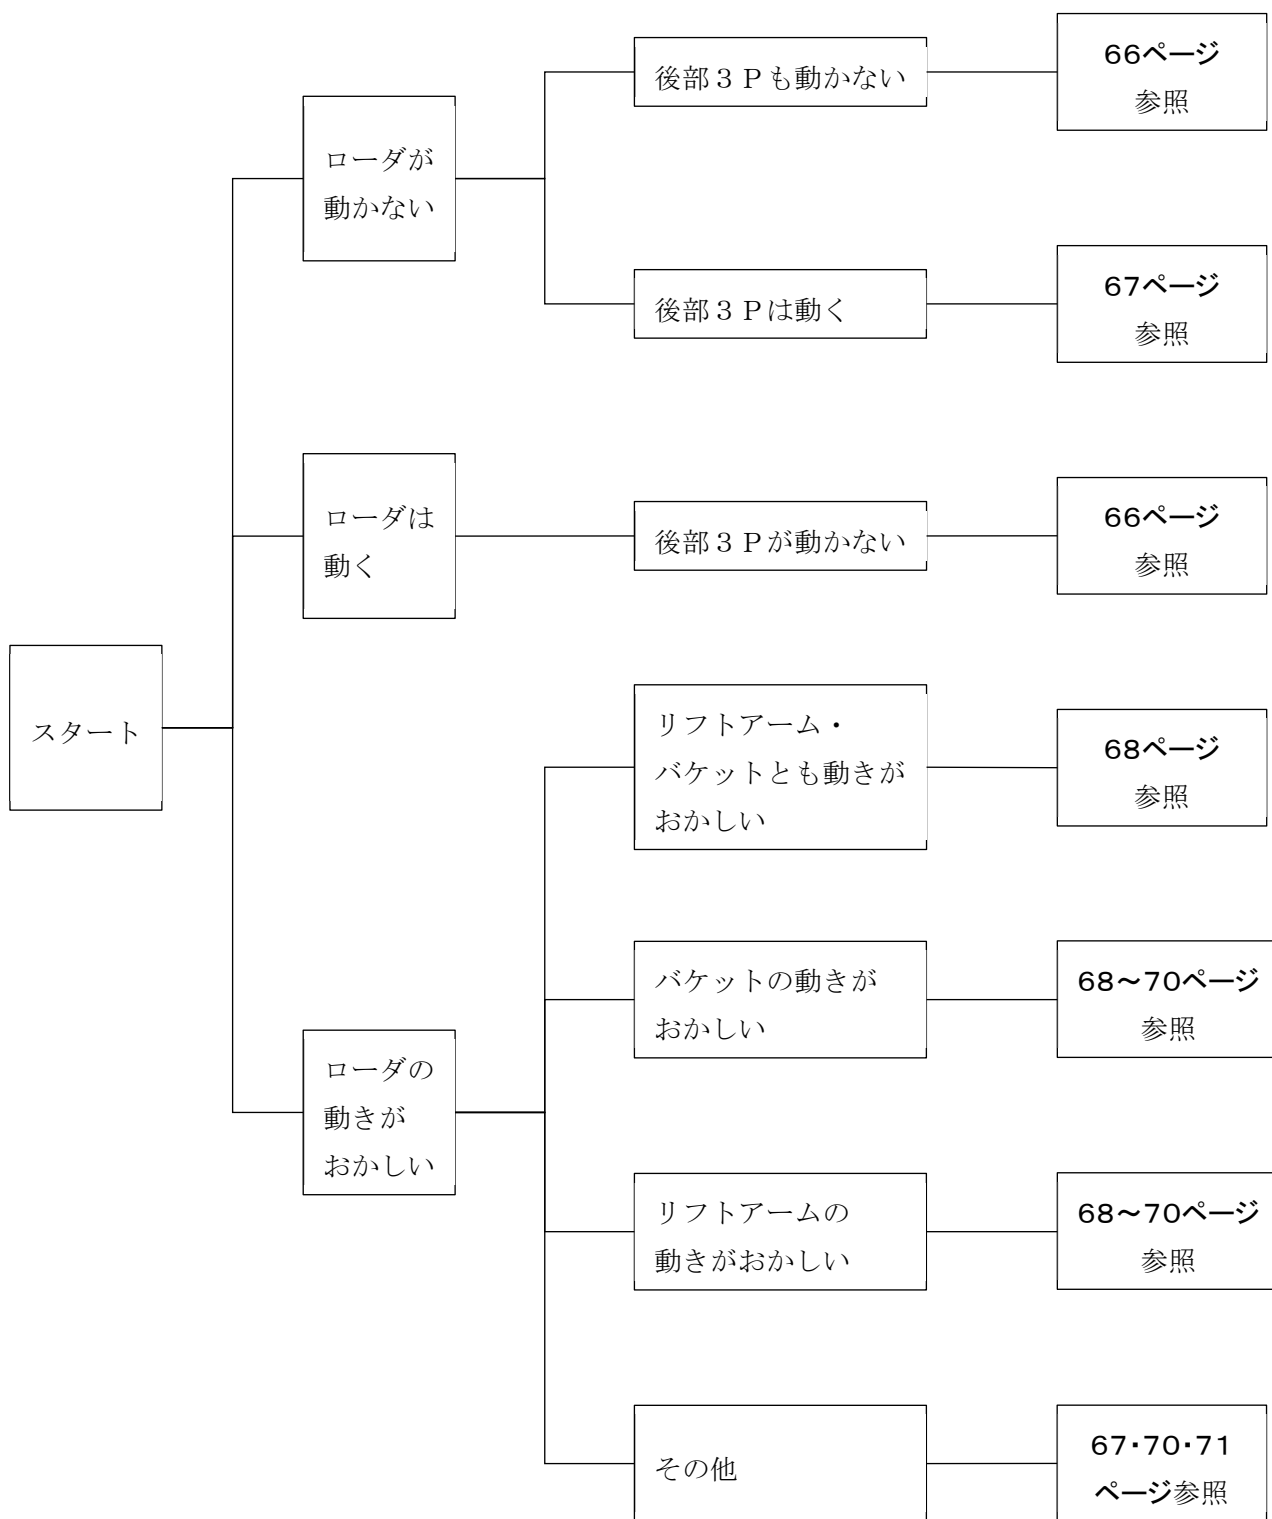 スタート
ローダが
動かない
後部３Ｐも動かない
66ページ
参照
後部３Ｐは動く
67ページ
参照
ローダは
動く
後部３Ｐが動かない
66ページ
参照
ローダの
動きが
おかしい
リフトアーム・
バケットとも動きが
おかしい
68ページ
参照
バケットの動きが
おかしい
68～70ページ
参照
リフトアームの
動きがおかしい
68～70ページ
参照
その他
67・70・71
ページ参照